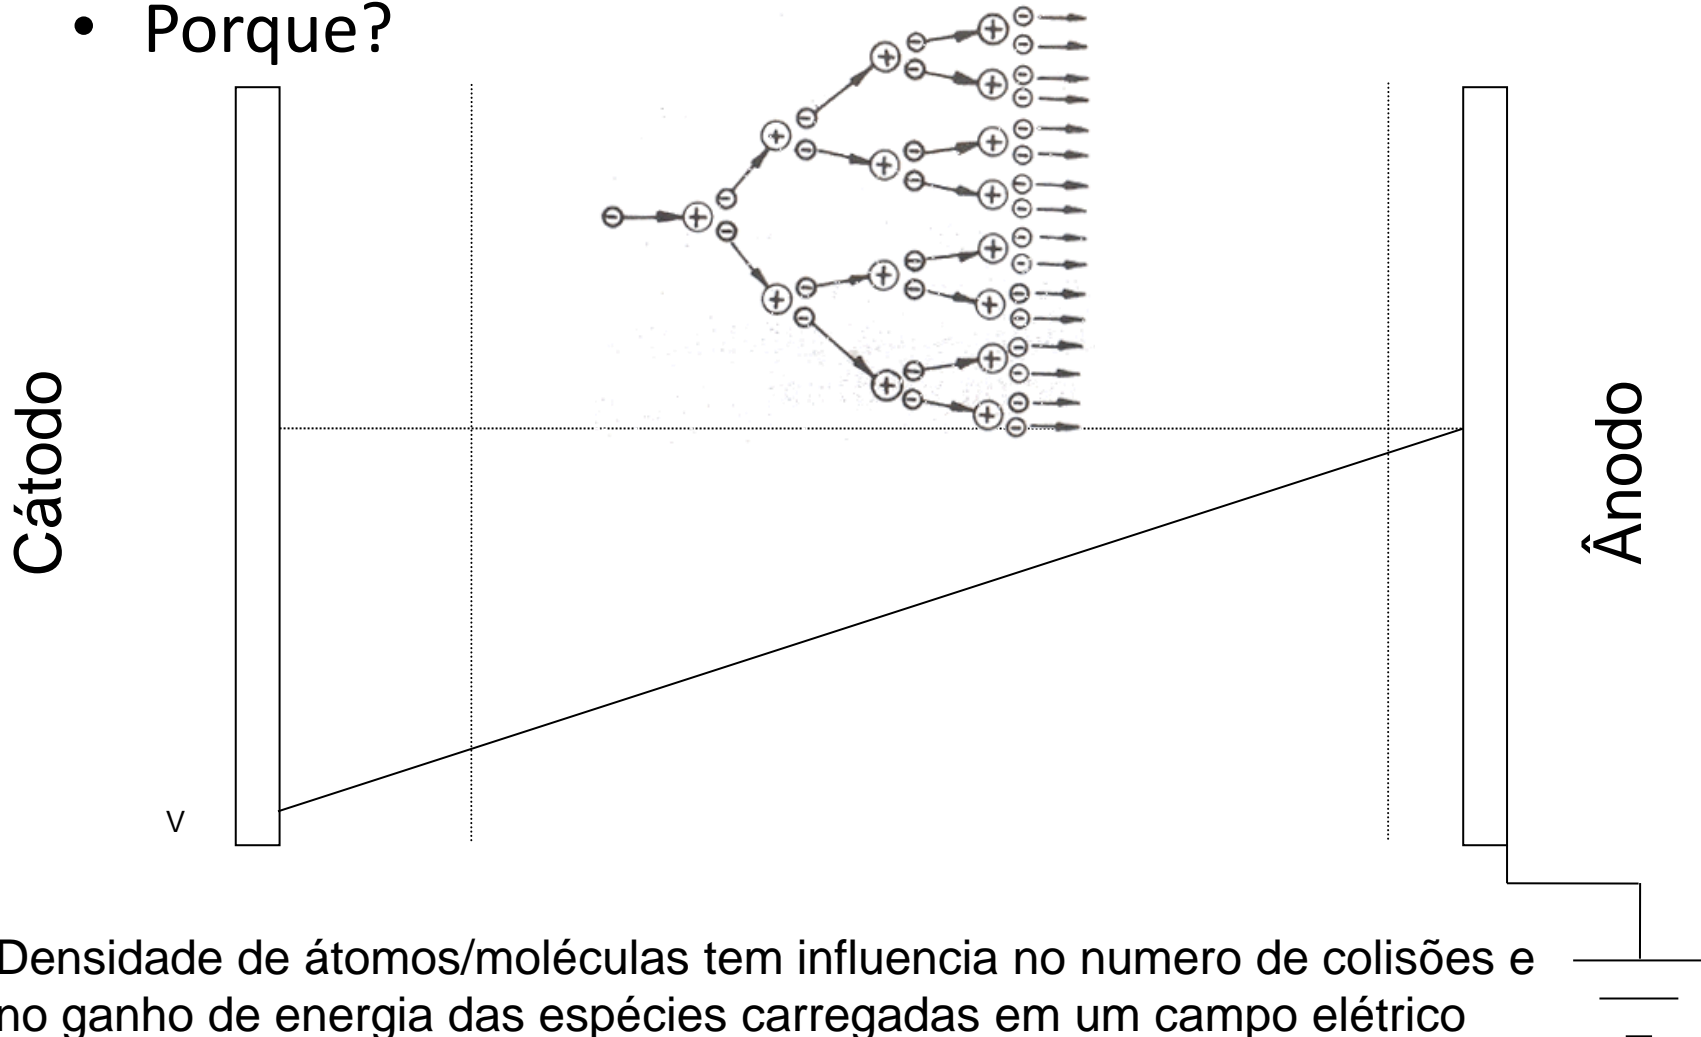 • Porque?
Cátodo
Ânodo
V
Densidade de átomos/moléculas tem influencia no numero de colisões e
no ganho de energia das espécies carregadas em um campo elétrico